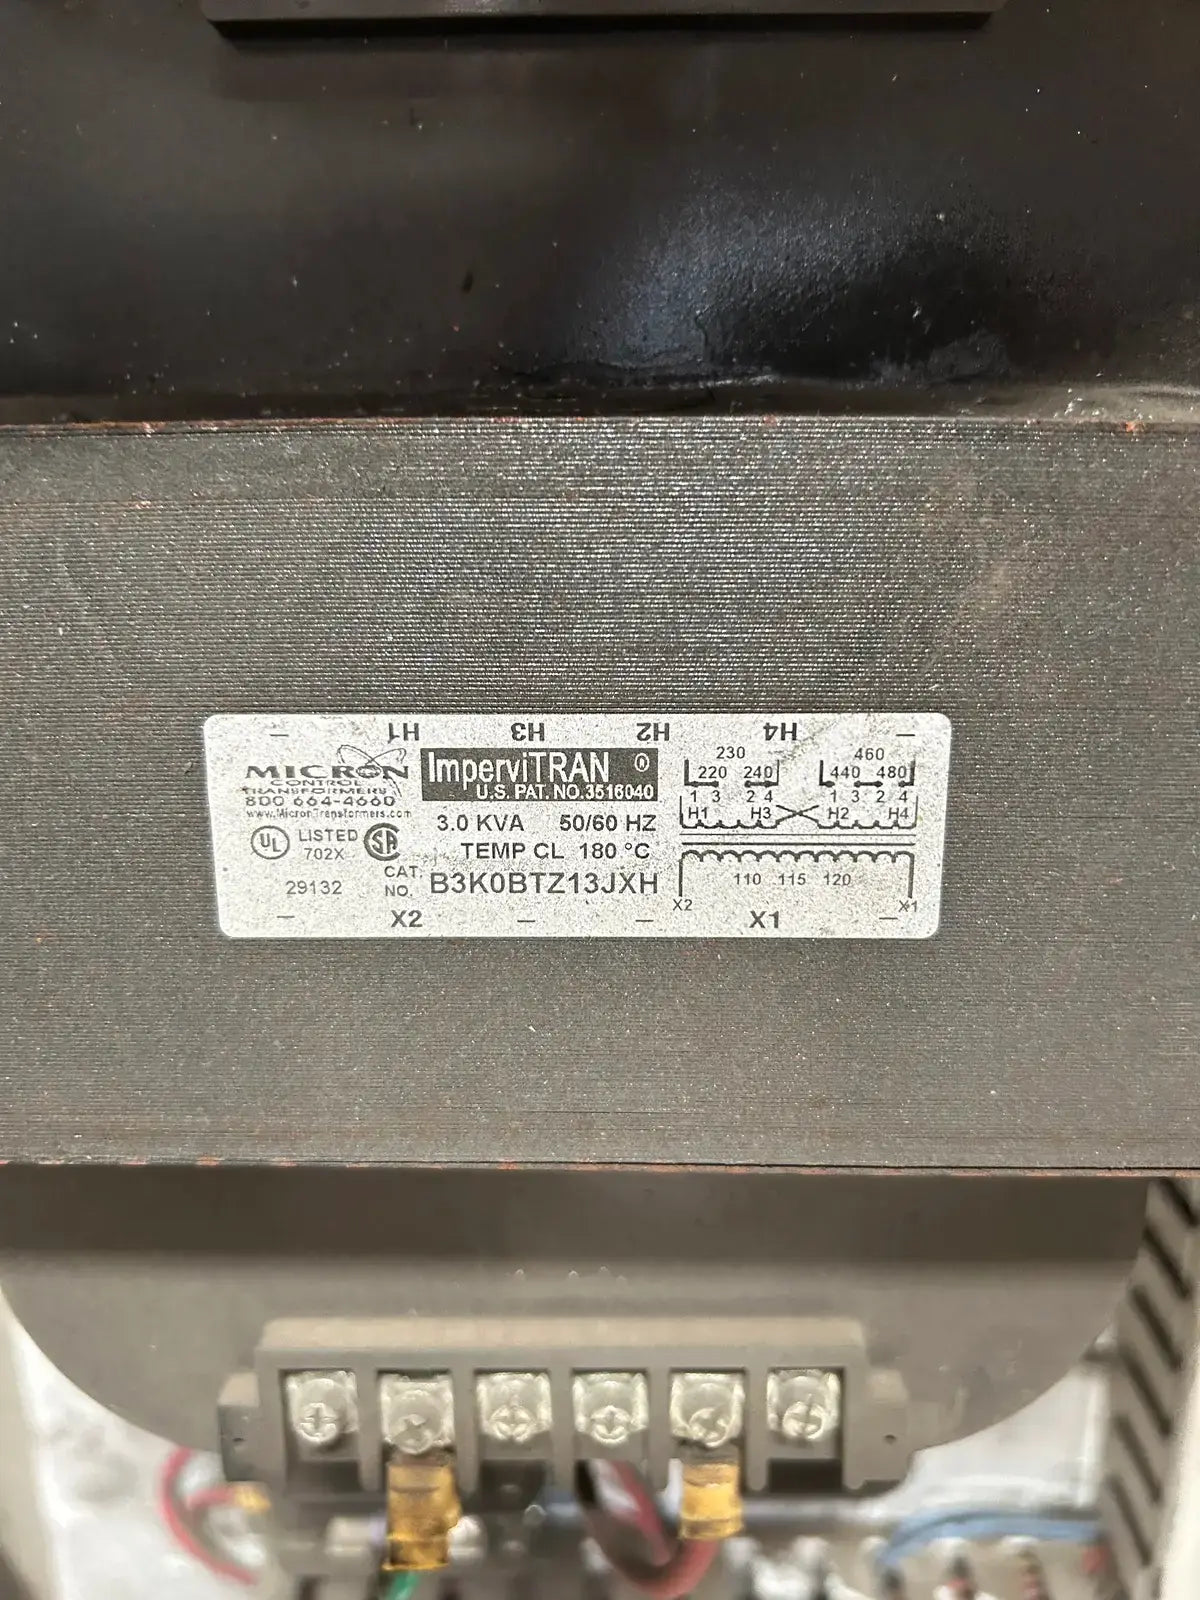 H1 H3 H2 H4
MICRON
CONTROL
TRANSFORMERS
800 664-4660
www.MicronTransformers.com
UL LISTED SA
702X
29132
ImperviTRAN ®
U.S. PAT. NO. 3516040
3.0 KVA 50/60 HZ
TEMP CL 180 °C
CAT. NO. B3K0BTZ13JXH
230 460
220 240 440 480
1 3 2 4 1 3 2 4
H1 H3 H2 H4
110 115 120
X2 X1
X2 X1